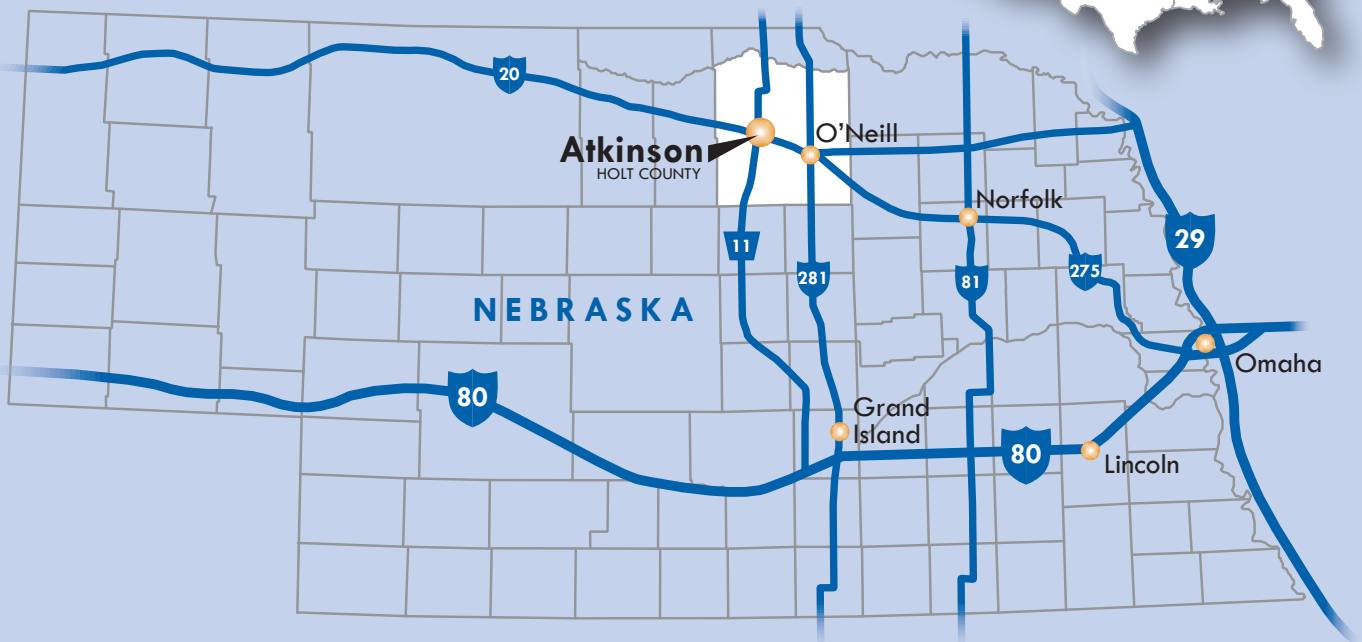 20
O'Neill
Atkinson
HOLT COUNTY
Norfolk
29
11
281
81
275
NEBRASKA
Omaha
80
Grand
Island
80
Lincoln